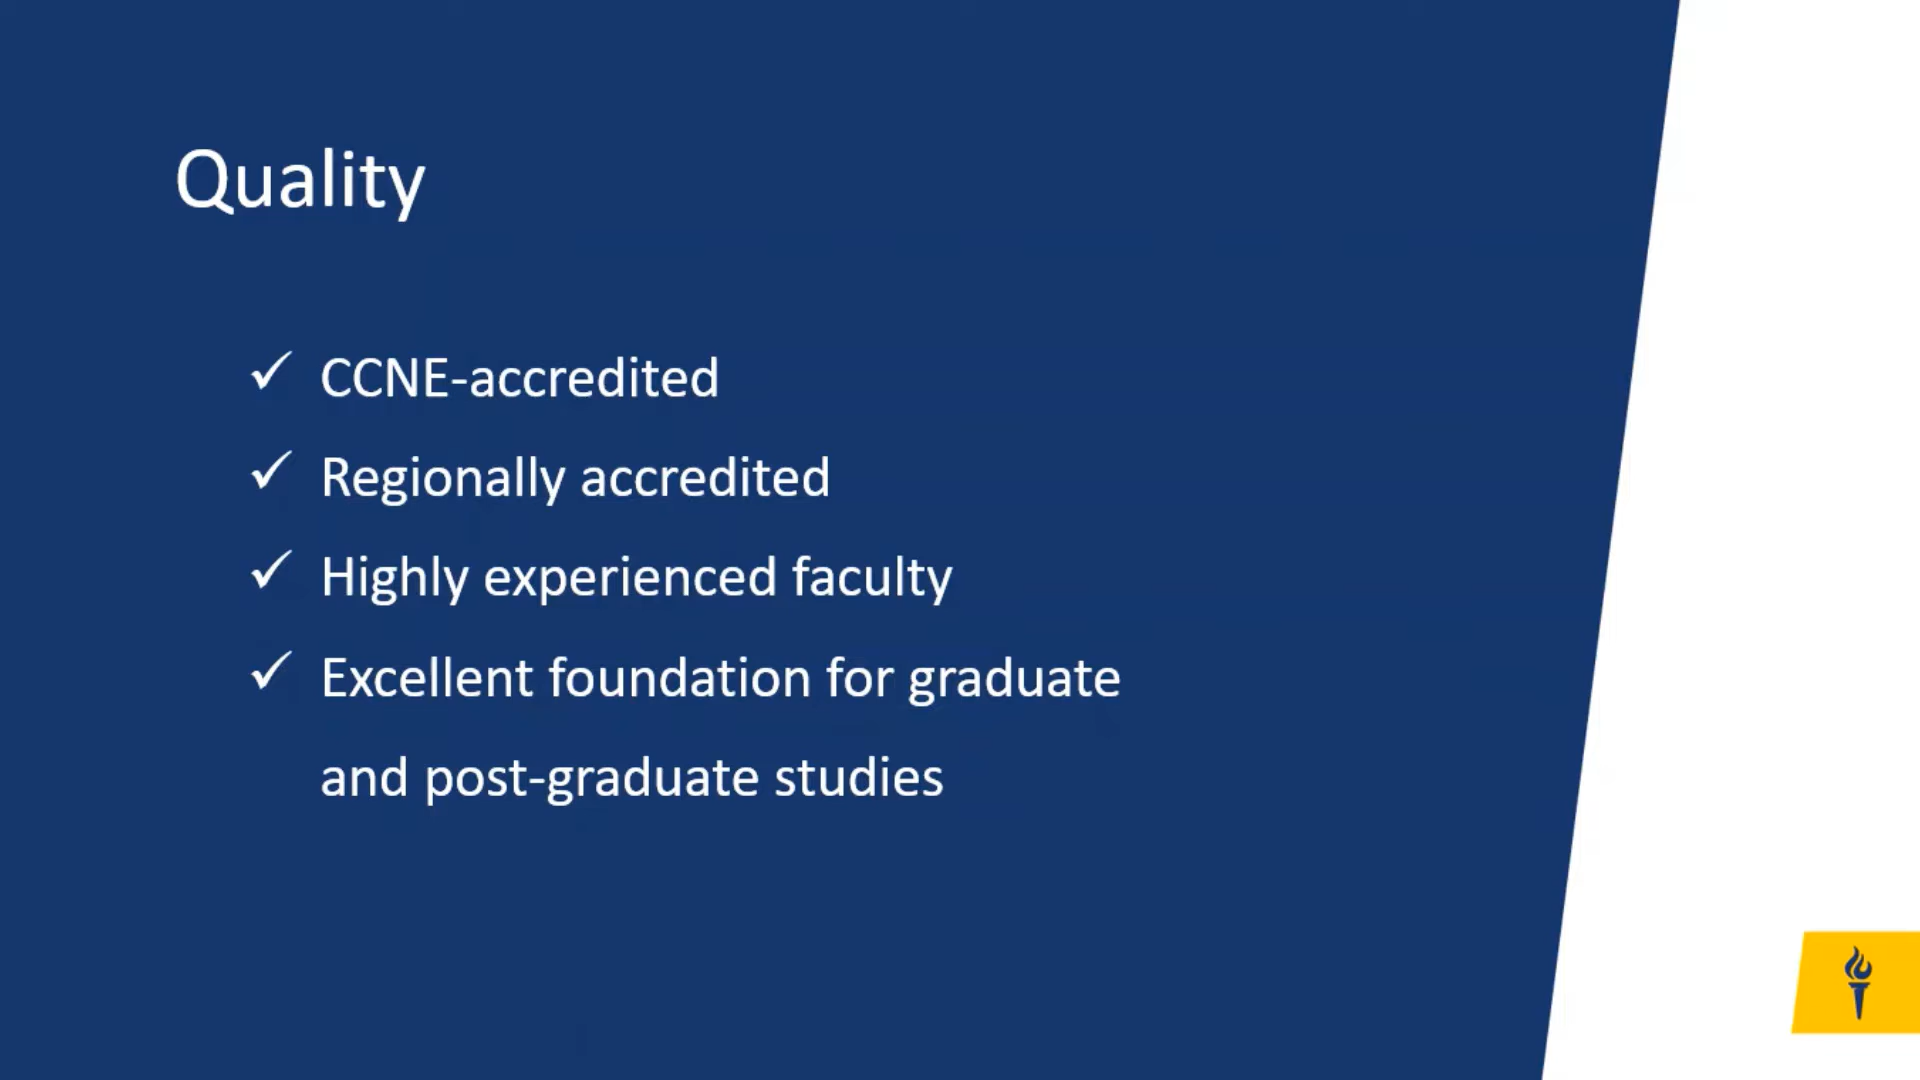 Quality
✓ CCNE-accredited
✓ Regionally accredited
✓ Highly experienced faculty
✓ Excellent foundation for graduate
and post-graduate studies